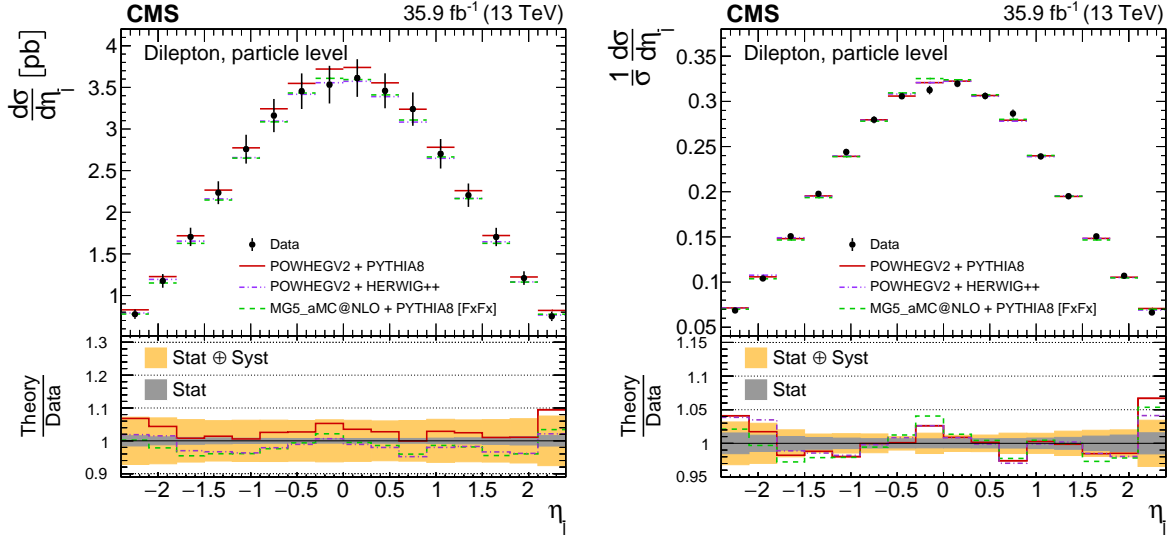 CMS 35.9 fb⁻¹ (13 TeV)
dσ/dη_l̄ [pb]
Dilepton, particle level
4
3.5
3
2.5
2
1.5
1
Data
POWHEGV2 + PYTHIA8
POWHEGV2 + HERWIG++
MG5_aMC@NLO + PYTHIA8 [FxFx]
Theory/Data
1.3
1.2
1.1
1
0.9
Stat ⊕ Syst
Stat
−2 −1.5 −1 −0.5 0 0.5 1 1.5 2
η_l̄
CMS 35.9 fb⁻¹ (13 TeV)
1/σ dσ/dη_l̄
Dilepton, particle level
0.4
0.35
0.3
0.25
0.2
0.15
0.1
0.05
Data
POWHEGV2 + PYTHIA8
POWHEGV2 + HERWIG++
MG5_aMC@NLO + PYTHIA8 [FxFx]
Theory/Data
1.15
1.1
1.05
1
0.95
Stat ⊕ Syst
Stat
−2 −1.5 −1 −0.5 0 0.5 1 1.5 2
η_l̄